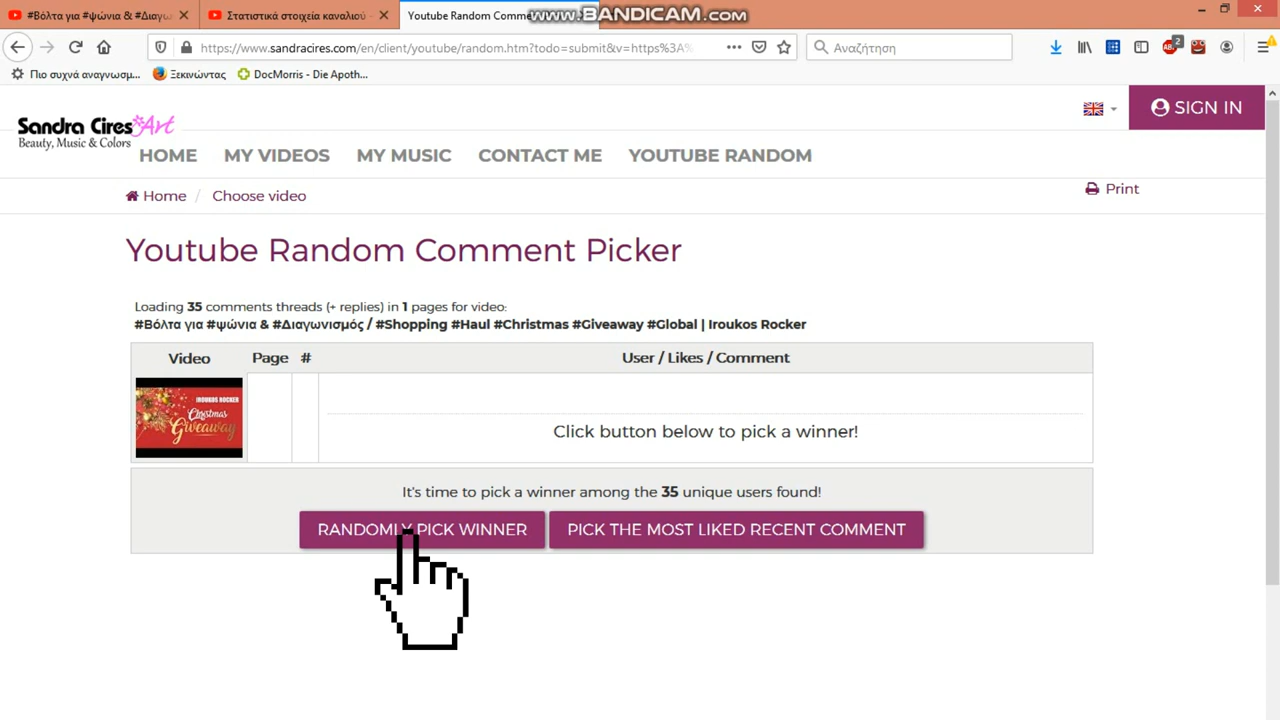 #Βόλτα για #ψώνια & #Διαγω
Στατιστικά στοιχεία καναλιού -
Youtube Random Comme
www.BANDICAM.com
https://www.sandracires.com/en/client/youtube/random.htm?todo=submit&v=https%3A%
Αναζήτηση
2
Πιο συχνά αναγνωσμ...
Ξεκινώντας
DocMorris - Die Apoth...
SIGN IN
Sandra Cires Art
Beauty, Music & Colors
HOME
MY VIDEOS
MY MUSIC
CONTACT ME
YOUTUBE RANDOM
Home / Choose video
Print
Youtube Random Comment Picker
Loading 35 comments threads (+ replies) in 1 pages for video:
#Βόλτα για #ψώνια & #Διαγωνισμός / #Shopping #Haul #Christmas #Giveaway #Global | Iroukos Rocker
Video
Page
#
User / Likes / Comment
IROUKOS ROCKER
Christmas
Giveaway
Click button below to pick a winner!
It's time to pick a winner among the 35 unique users found!
RANDOMLY PICK WINNER
PICK THE MOST LIKED RECENT COMMENT